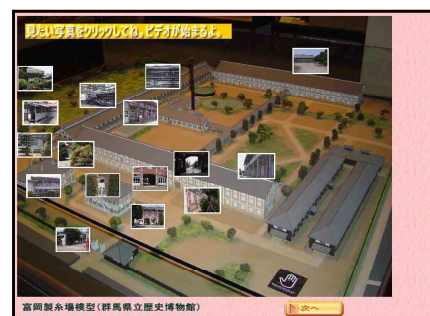 見たい写真をクリックしてね。ビデオが始まるよ。
富岡製糸場模型(群馬県立歴史博物館)
次へ